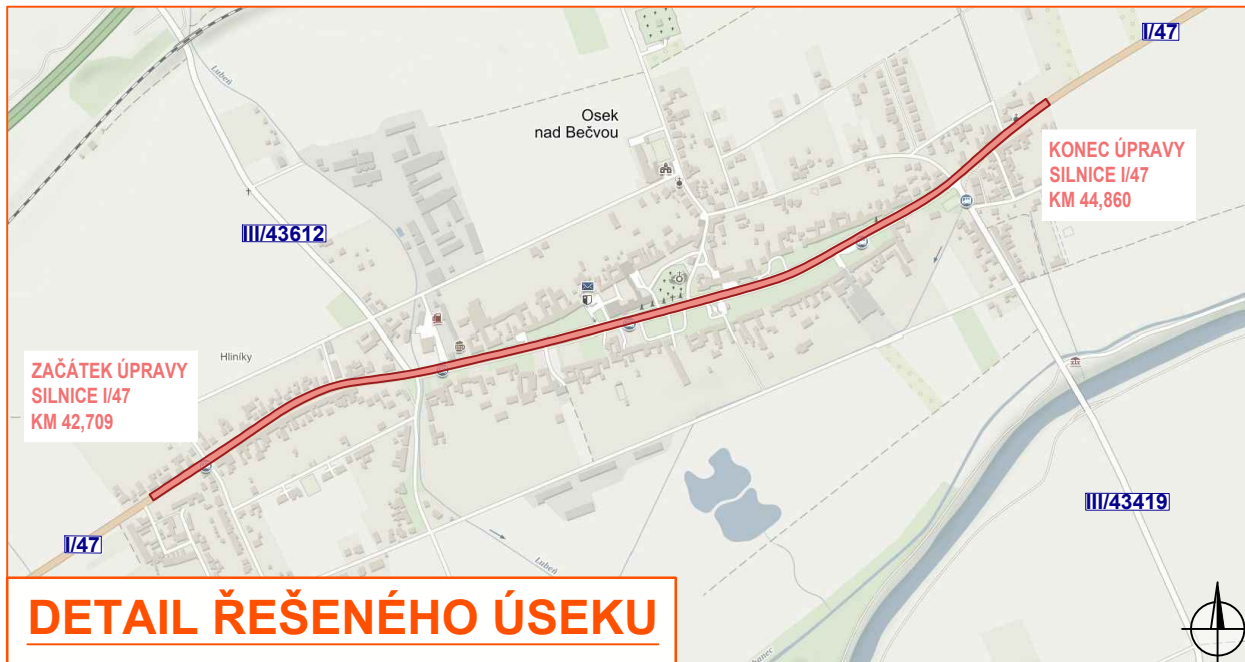 I/47
Lubeň
Osek
nad Bečvou
KONEC ÚPRAVY
SILNICE I/47
KM 44,860
III/43612
Hliníky
ZAČÁTEK ÚPRAVY
SILNICE I/47
KM 42,709
III/43419
I/47
Lubeň
DETAIL ŘEŠENÉHO ÚSEKU